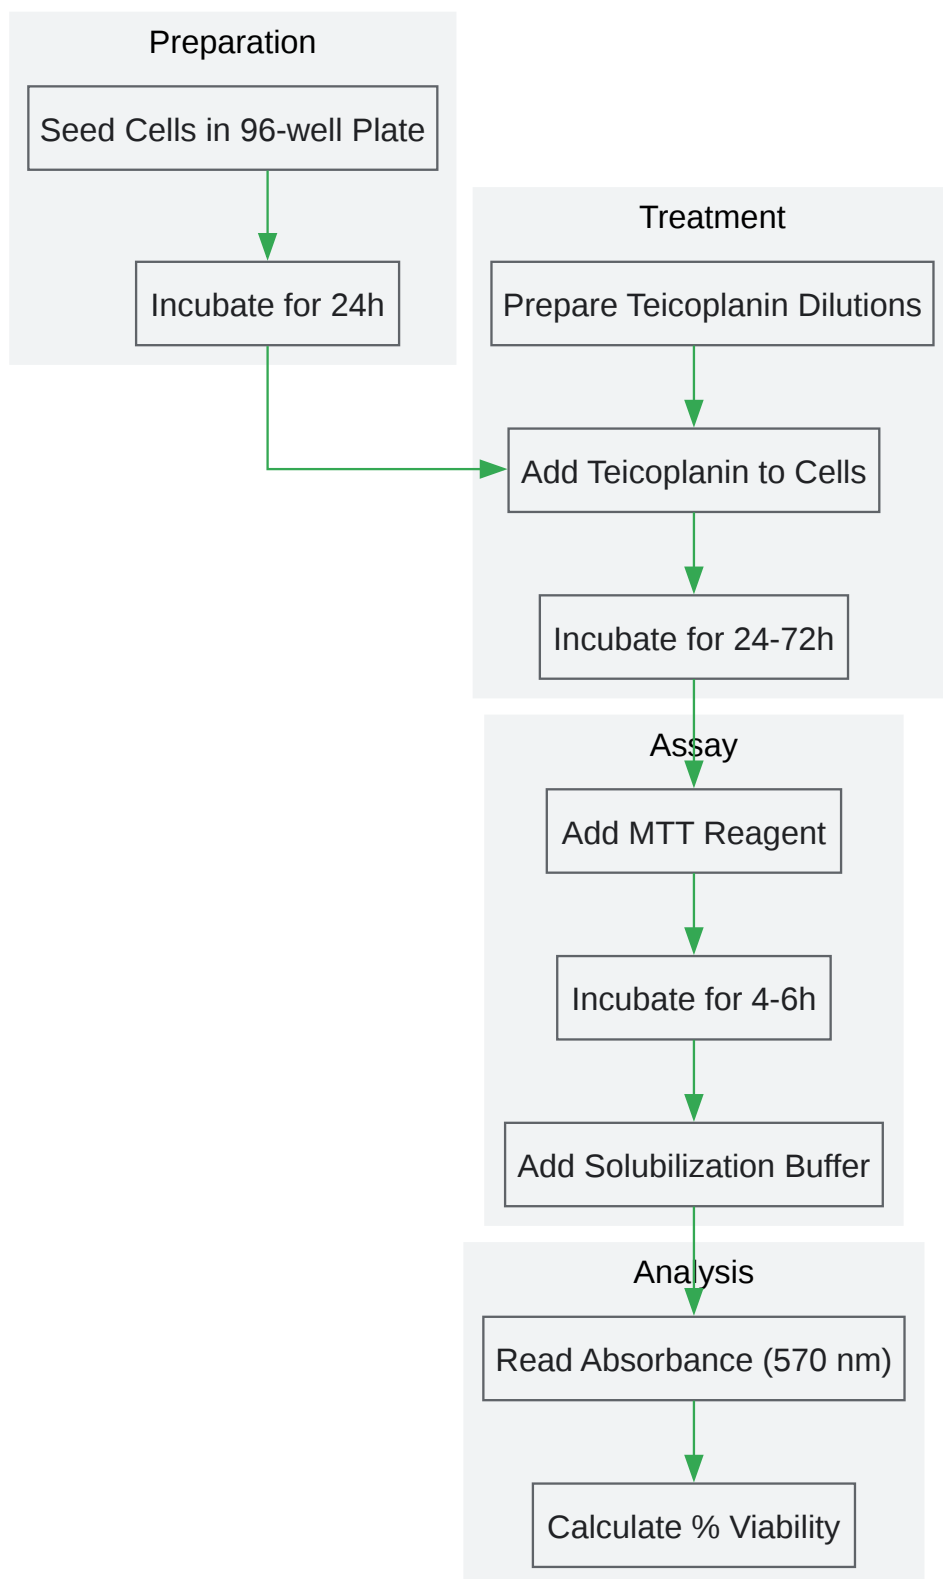 Preparation
Seed Cells in 96-well Plate
Incubate for 24h
Treatment
Prepare Teicoplanin Dilutions
Add Teicoplanin to Cells
Incubate for 24-72h
Assay
Add MTT Reagent
Incubate for 4-6h
Add Solubilization Buffer
Analysis
Read Absorbance (570 nm)
Calculate % Viability